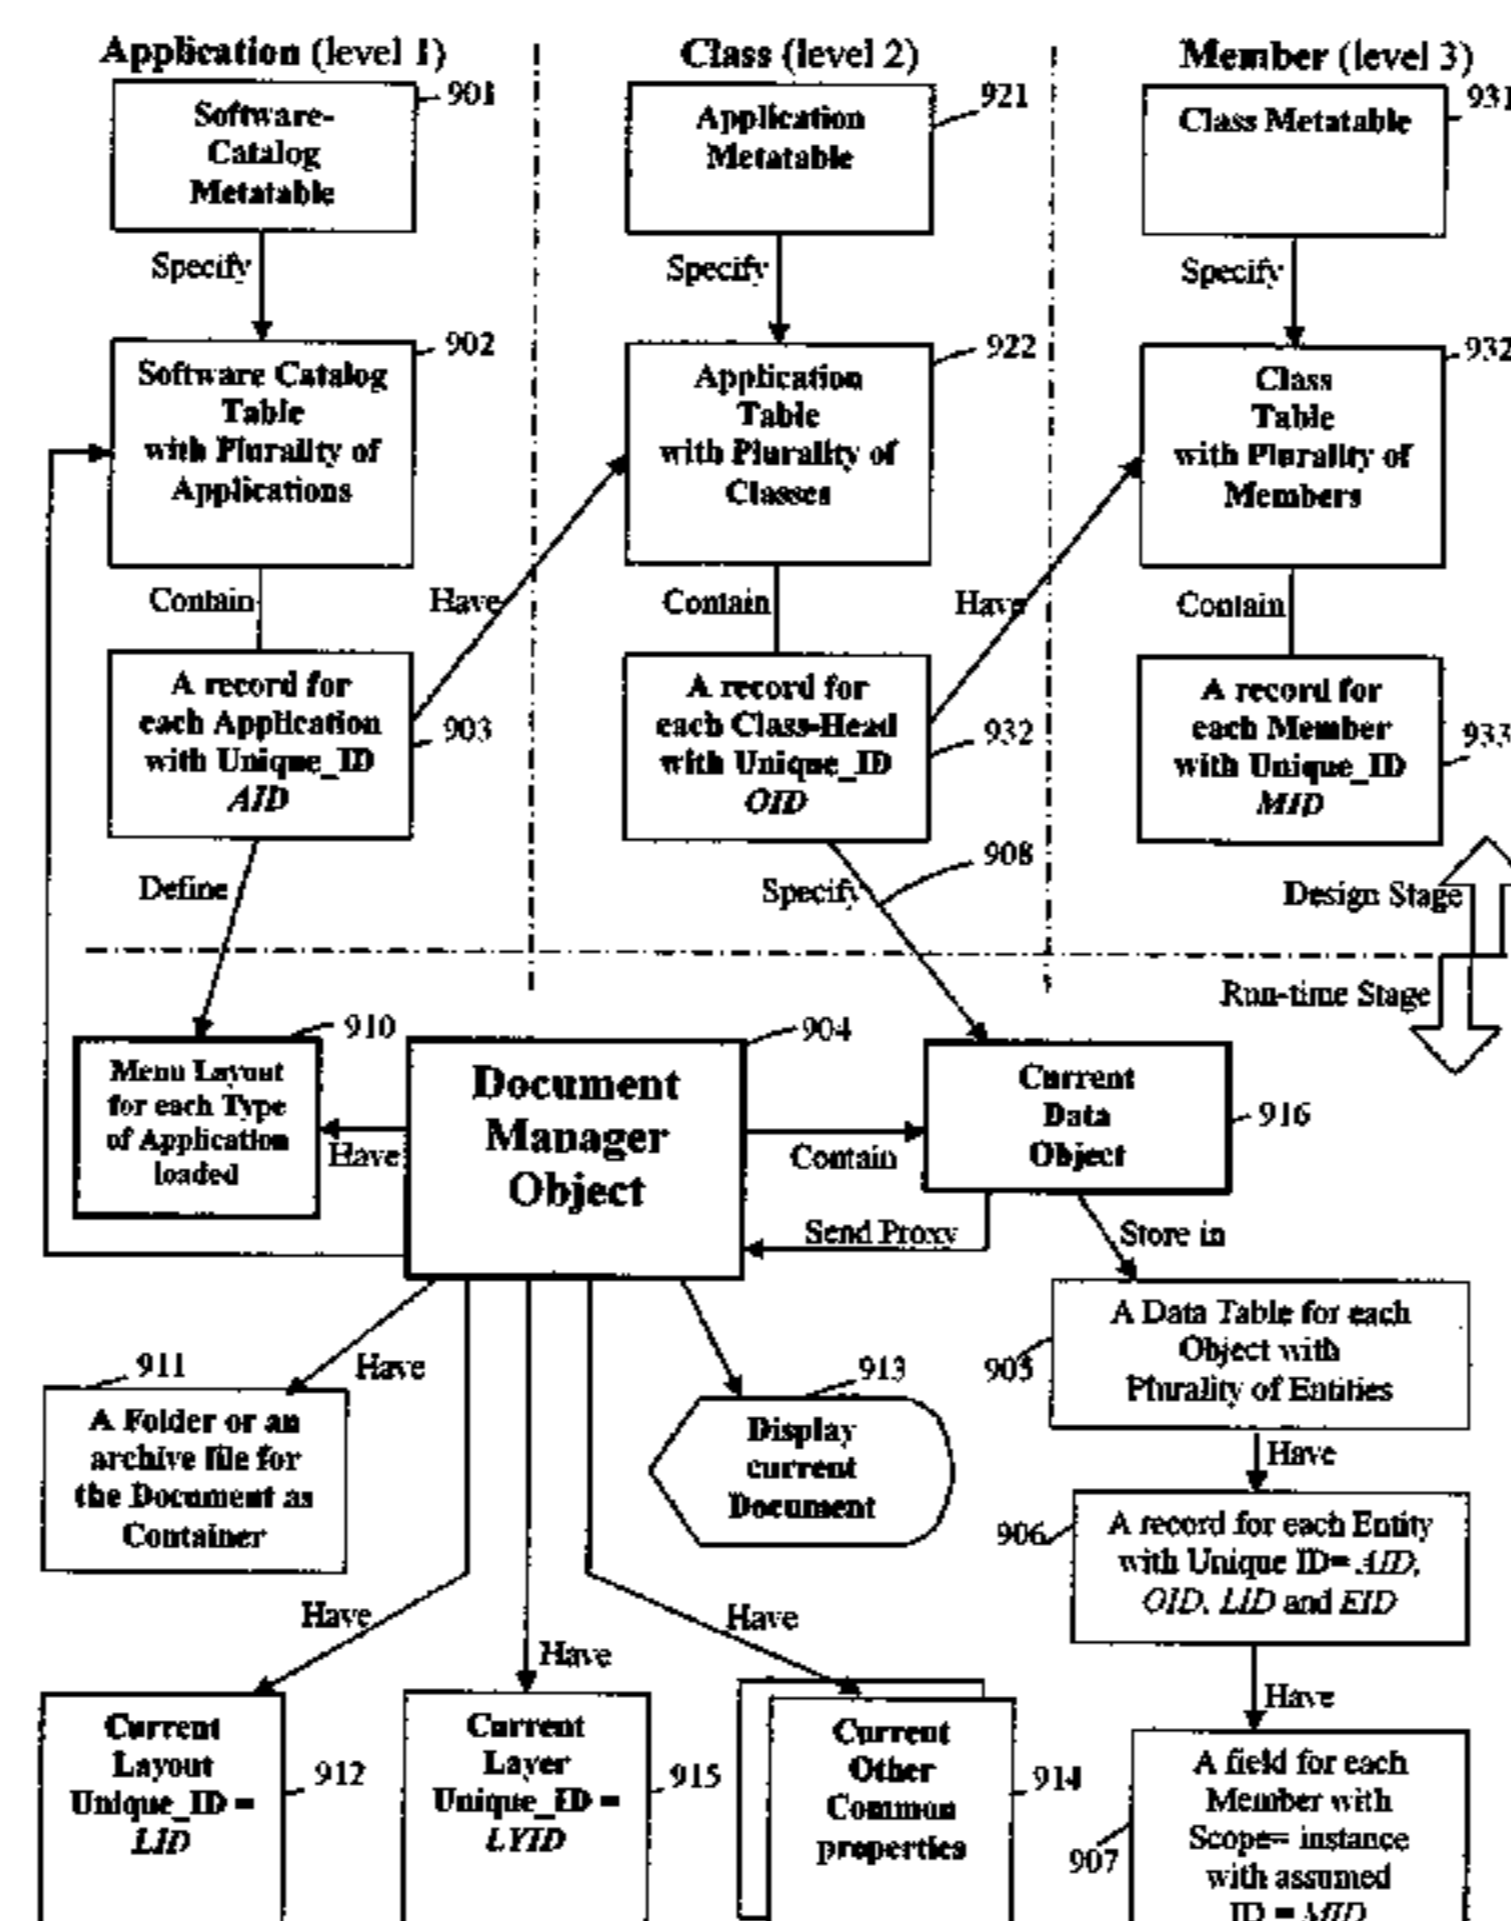 Application (level 1)
Class (level 2)
Member (level 3)
Software-
Catalog
Metatable
901
Application
Metatable
921
Class Metatable
931
Specify
Specify
Specify
Software Catalog
Table
with Plurality of
Applications
902
Application
Table
with Plurality of
Classes
922
Class
Table
with Plurality of
Members
932
Contain
Have
Contain
Have
Contain
A record for
each Application
with Unique_ID
AID
903
A record for
each Class-Head
with Unique_ID
OID
932
A record for
each Member
with Unique_ID
MID
933
Define
Specify
908
Design Stage
Run-time Stage
910
Menu Layout
for each Type
of Application
loaded
Have
904
Document
Manager
Object
Contain
Current
Data
Object
916
Send Proxy
Store in
911
Have
A Folder or an
archive file for
the Document as
Container
913
Display
current
Document
905
A Data Table for each
Object with
Plurality of Entities
Have
906
A record for each Entity
with Unique ID= AID,
OID, LID and EID
Have
Have
Have
Have
Current
Layout
Unique_ID =
LID
912
Current
Layer
Unique_ID =
LYID
915
Current
Other
Common
properties
914
A field for each
Member with
Scope= instance
with assumed
ID = MID
907